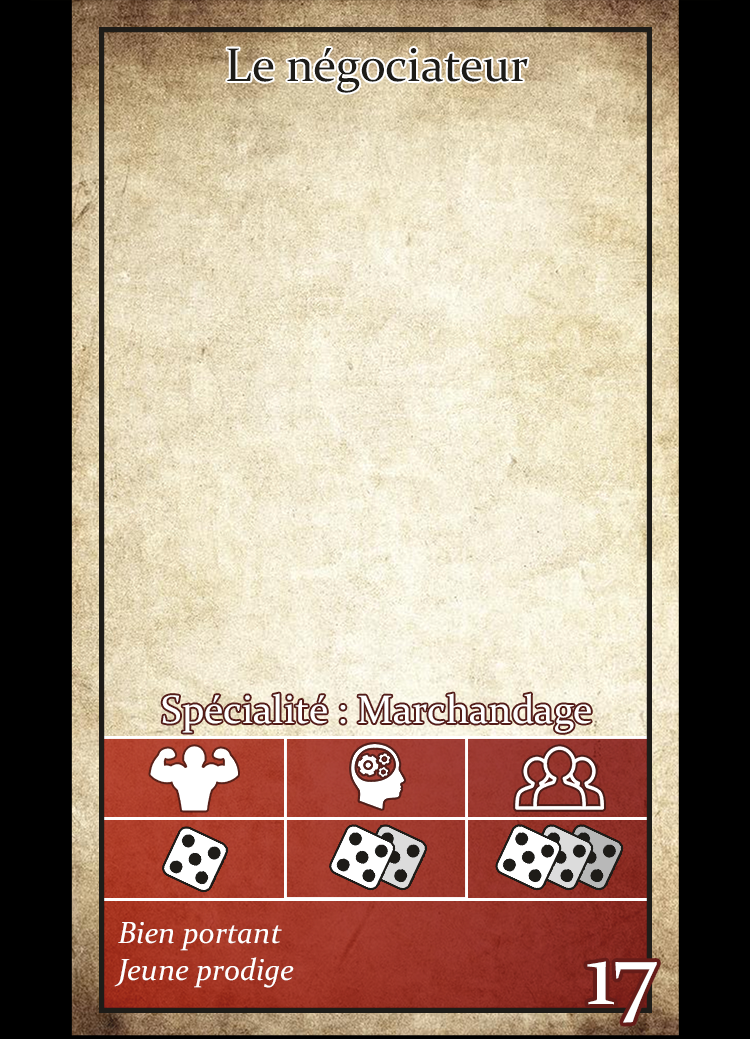 Le négociateur
Spécialité : Marchandage
Bien portant
Jeune prodige
17